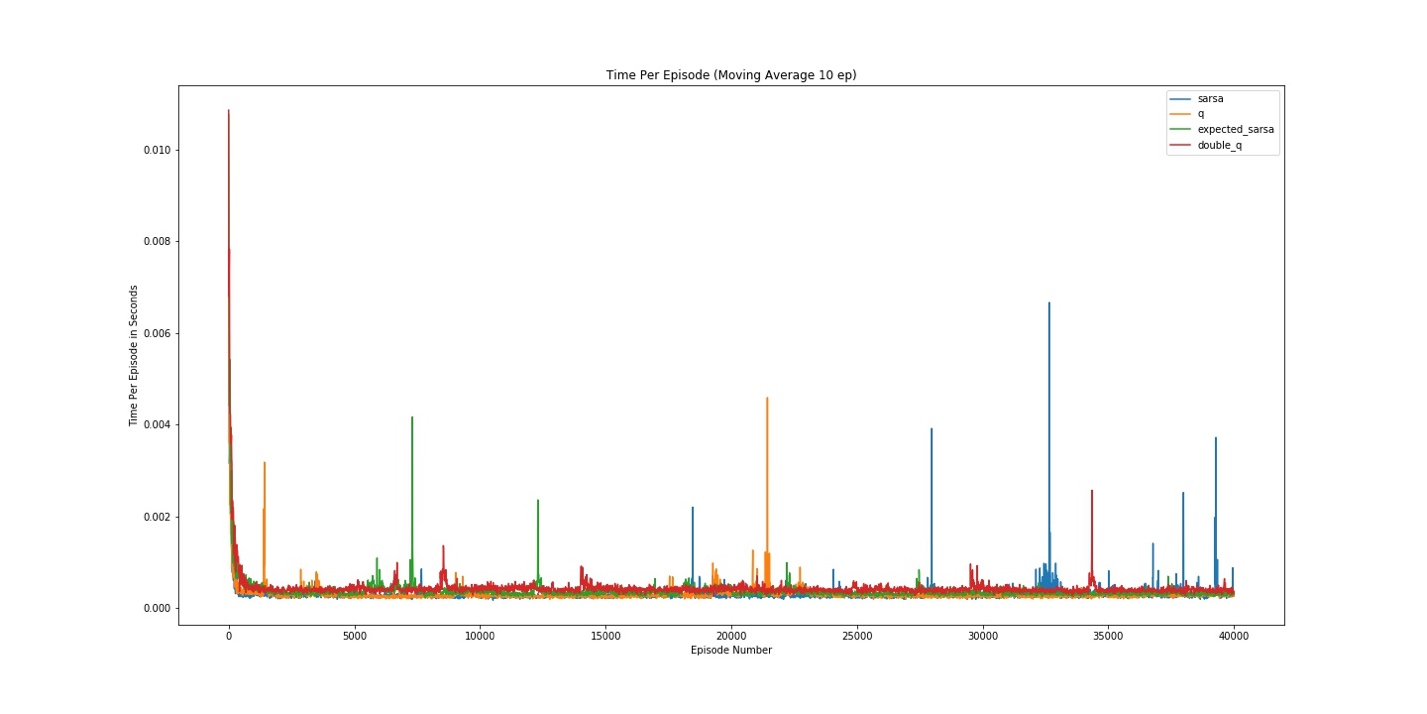 Time Per Episode (Moving Average 10 ep)
sarsa
q
expected_sarsa
double_q
Time Per Episode in Seconds
0.010
0.008
0.006
0.004
0.002
0.000
0
5000
10000
15000
20000
25000
30000
35000
40000
Episode Number